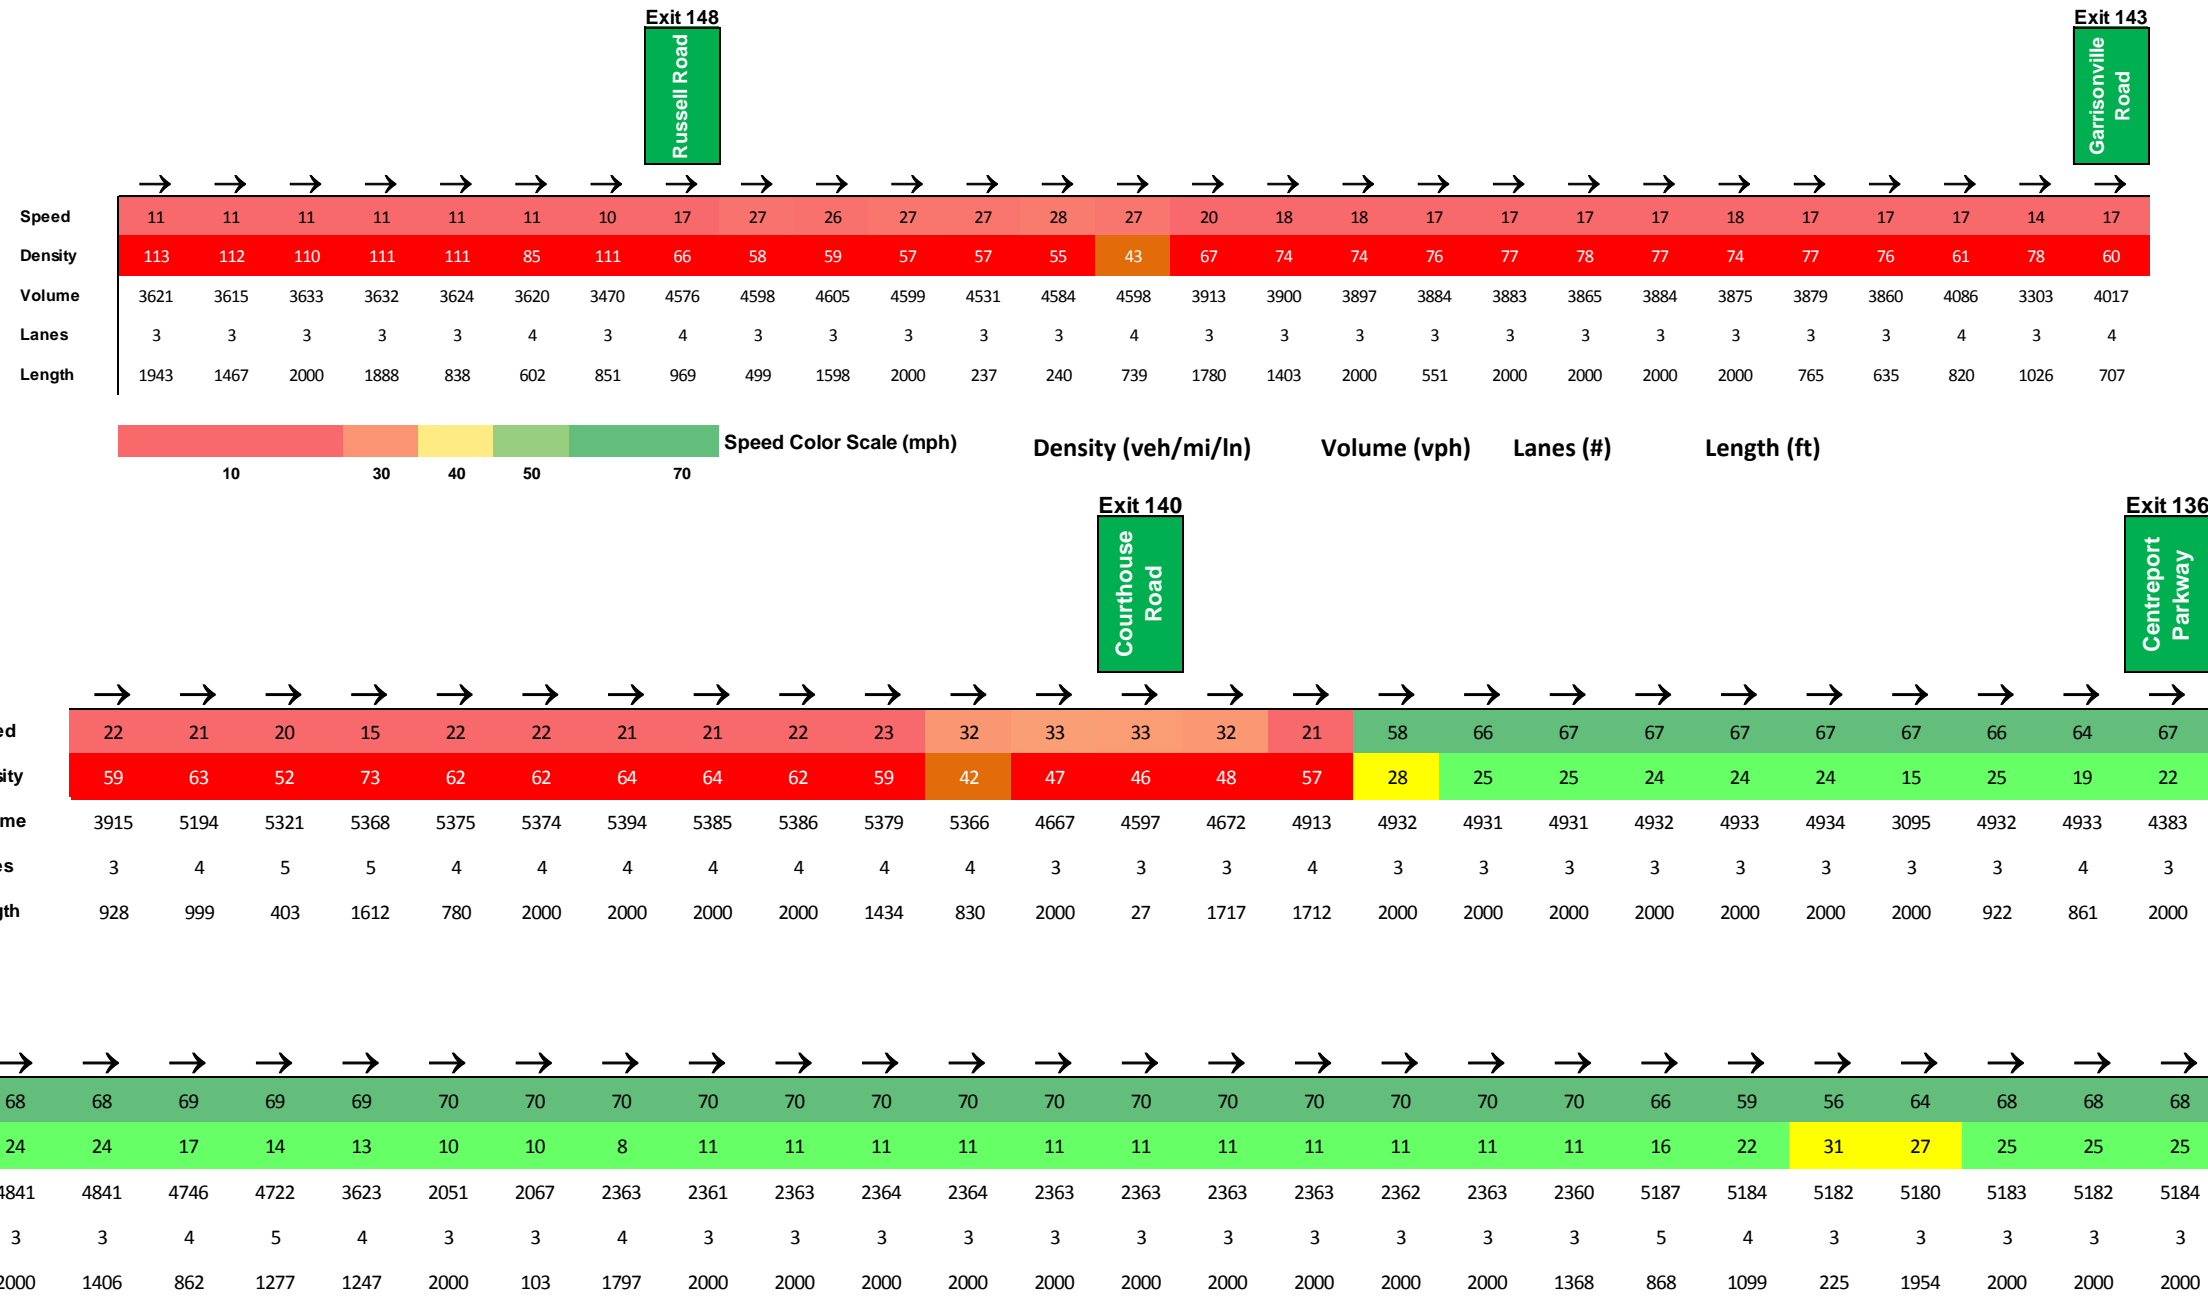 Exit 148 Exit 143
Russell Road
Garrisonville
Road
→ → → → → → → → → → → → → → → → → → → → → → → → → → →
Speed 11 11 11 11 11 11 10 17 27 26 27 27 28 27 20 18 18 17 17 17 17 18 17 17 17 14 17
Density 113 112 110 111 111 85 111 66 58 59 57 57 55 43 67 74 74 76 77 78 77 74 77 76 61 78 60
Volume 3621 3615 3633 3632 3624 3620 3470 4576 4598 4605 4599 4531 4584 4598 3913 3900 3897 3884 3883 3865 3884 3875 3879 3860 4086 3303 4017
Lanes 3 3 3 3 3 4 3 4 3 3 3 3 3 4 3 3 3 3 3 3 3 3 3 3 4 3 4
Length 1943 1467 2000 1888 838 602 851 969 499 1598 2000 237 240 739 1780 1403 2000 551 2000 2000 2000 2000 765 635 820 1026 707
Speed Color Scale (mph) Density (veh/mi/ln) Volume (vph) Lanes (#) Length (ft)
10 30 40 50 70
Exit 140 Exit 136
Courthouse
Road
Centreport
Parkway
→ → → → → → → → → → → → → → → → → → → → → → → → →
ed 22 21 20 15 22 22 21 21 22 23 32 33 33 32 21 58 66 67 67 67 67 67 66 64 67
sity 59 63 52 73 62 62 64 64 62 59 42 47 46 48 57 28 25 25 24 24 24 15 25 19 22
me 3915 5194 5321 5368 5375 5374 5394 5385 5386 5379 5366 4667 4597 4672 4913 4932 4931 4931 4932 4933 4934 3095 4932 4933 4383
es 3 4 5 5 4 4 4 4 4 4 4 3 3 3 4 3 3 3 3 3 3 3 3 4 3
gth 928 999 403 1612 780 2000 2000 2000 2000 1434 830 2000 27 1717 1712 2000 2000 2000 2000 2000 2000 2000 922 861 2000
→ → → → → → → → → → → → → → → → → → → → → → → → → →
68 68 69 69 69 70 70 70 70 70 70 70 70 70 70 70 70 70 70 66 59 56 64 68 68 68
24 24 17 14 13 10 10 8 11 11 11 11 11 11 11 11 11 11 11 16 22 31 27 25 25 25
4841 4841 4746 4722 3623 2051 2067 2363 2361 2363 2364 2364 2363 2363 2363 2363 2362 2363 2360 5187 5184 5182 5180 5183 5182 5184
3 3 4 5 4 3 3 4 3 3 3 3 3 3 3 3 3 3 3 5 4 3 3 3 3 3
2000 1406 862 1277 1247 2000 103 1797 2000 2000 2000 2000 2000 2000 2000 2000 2000 2000 1368 868 1099 225 1954 2000 2000 2000